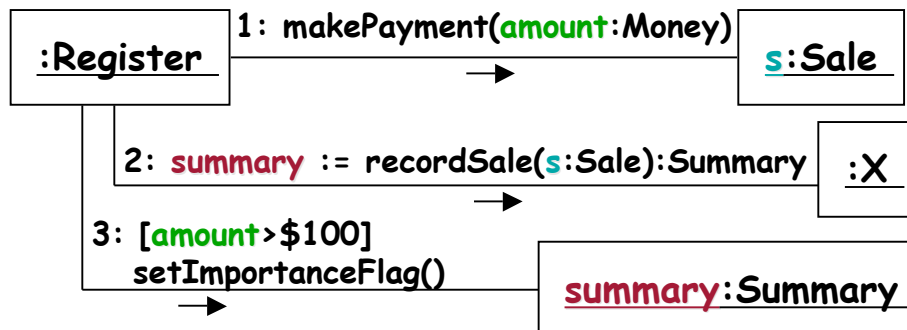 1: makePayment(amount:Money)
:Register
s:Sale
2: summary := recordSale(s:Sale):Summary
:X
3: [amount>$100]
setImportanceFlag()
summary:Summary